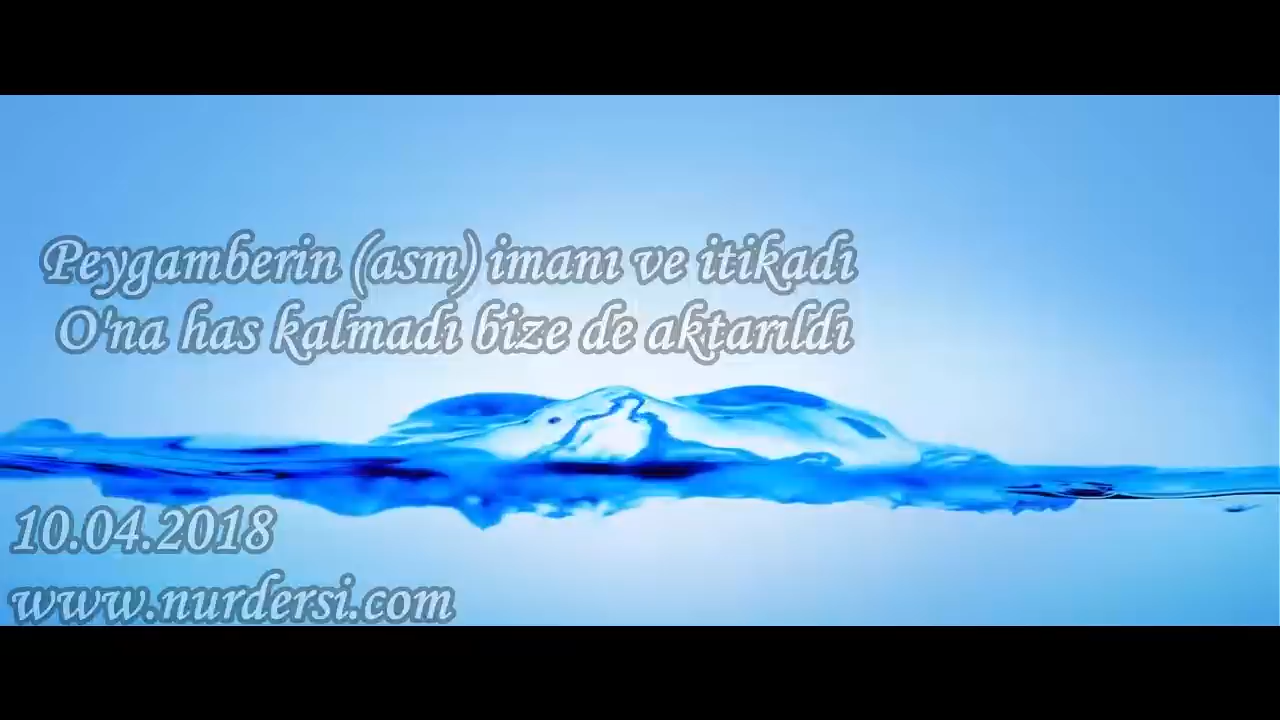 Peygamberin (asm) imanı ve itikadı
O'na has kalmadı bize de aktarıldı
10.04.2018
www.nurdersi.com